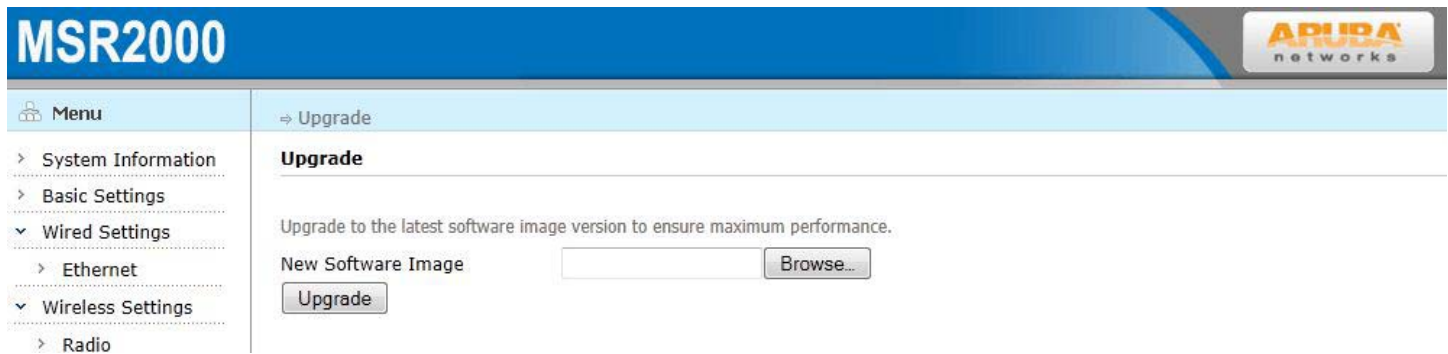 MSR2000
ARUBA
networks
Menu
⇒ Upgrade
System Information
Upgrade
Basic Settings
Wired Settings
Upgrade to the latest software image version to ensure maximum performance.
Ethernet
New Software Image
Browse...
Upgrade
Wireless Settings
Radio